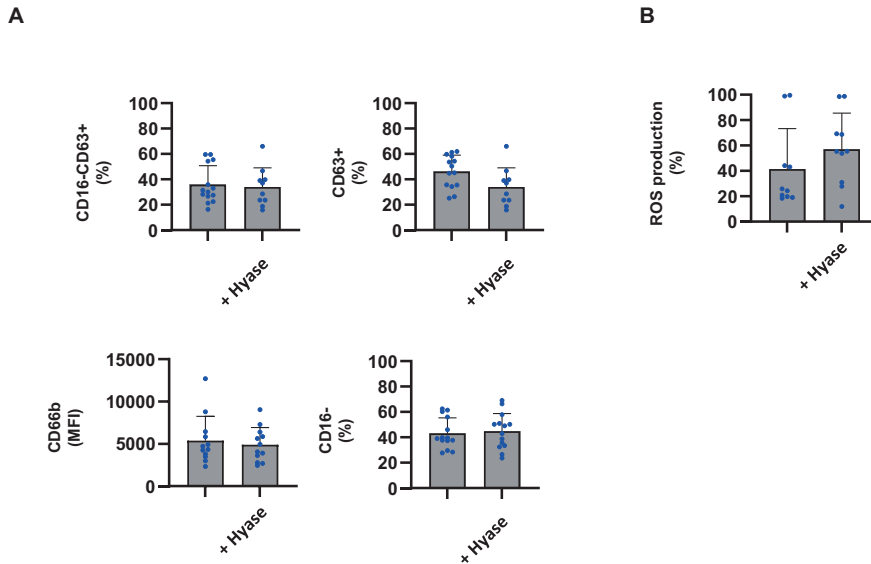 A
B
CD16-CD63+
(%)
100
80
60
40
20
0
+ Hyase
CD63+
(%)
100
80
60
40
20
0
+ Hyase
ROS production
(%)
100
80
60
40
20
0
+ Hyase
CD66b
(MFI)
15000
10000
5000
0
+ Hyase
CD16-
(%)
100
80
60
40
20
0
+ Hyase